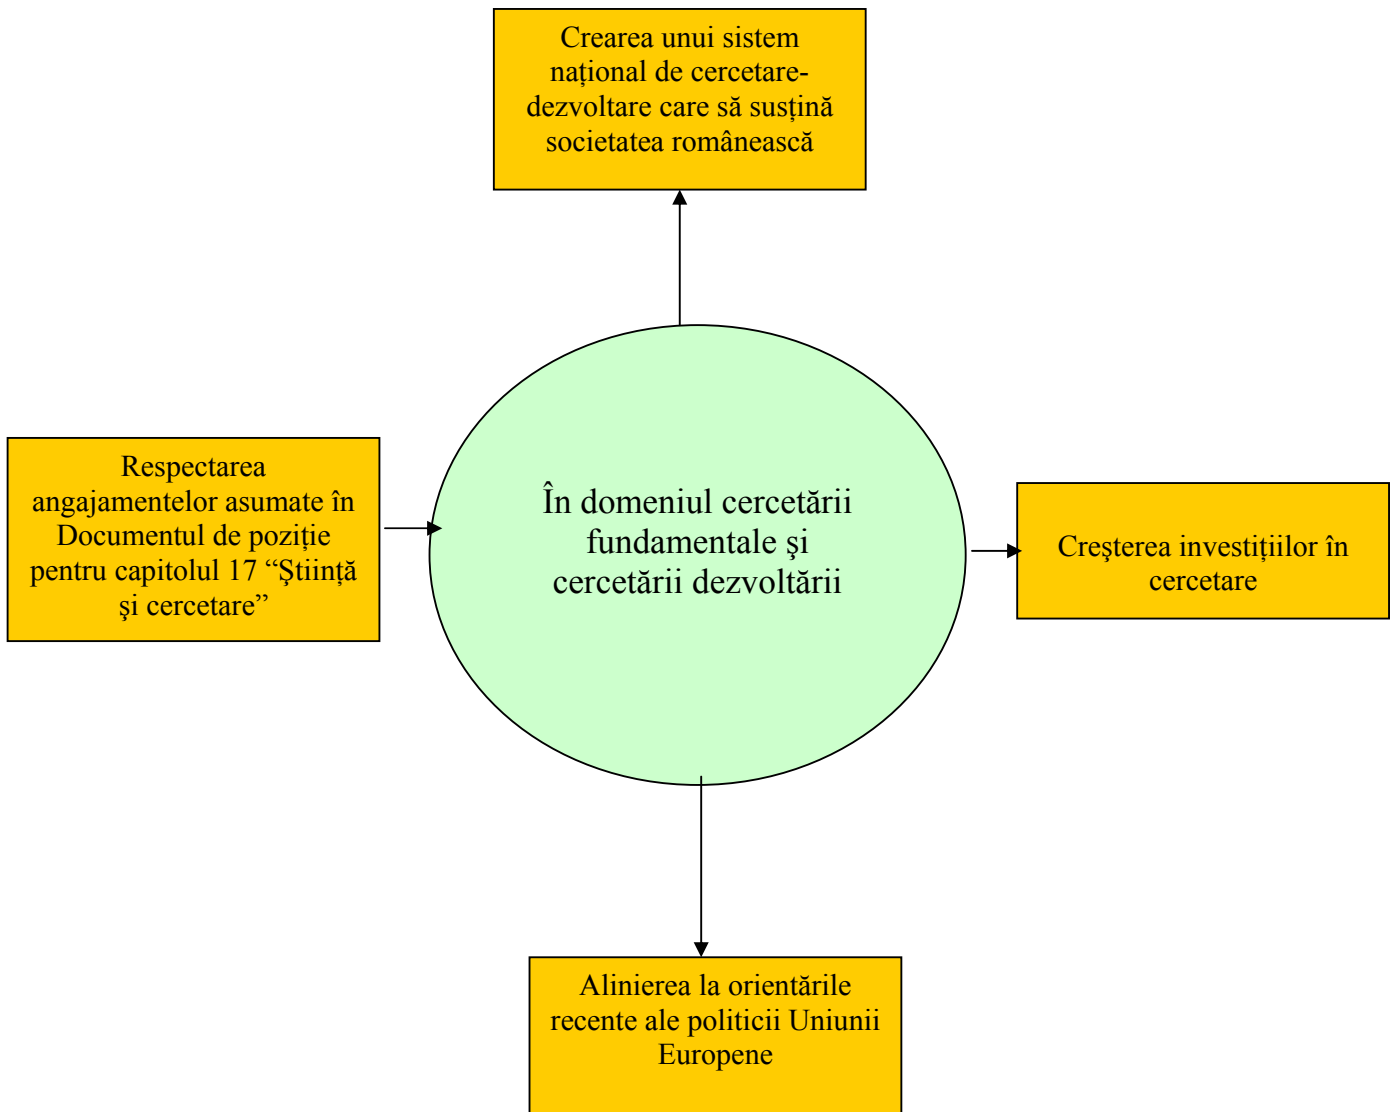 Crearea unui sistem
național de cercetare-
dezvoltare care să susțină
societatea românească
Respectarea
angajamentelor asumate în
Documentul de poziție
pentru capitolul 17 “Ştiință
şi cercetare”
În domeniul cercetării
fundamentale şi
cercetării dezvoltării
Creşterea investițiilor în
cercetare
Alinierea la orientările
recente ale politicii Uniunii
Europene